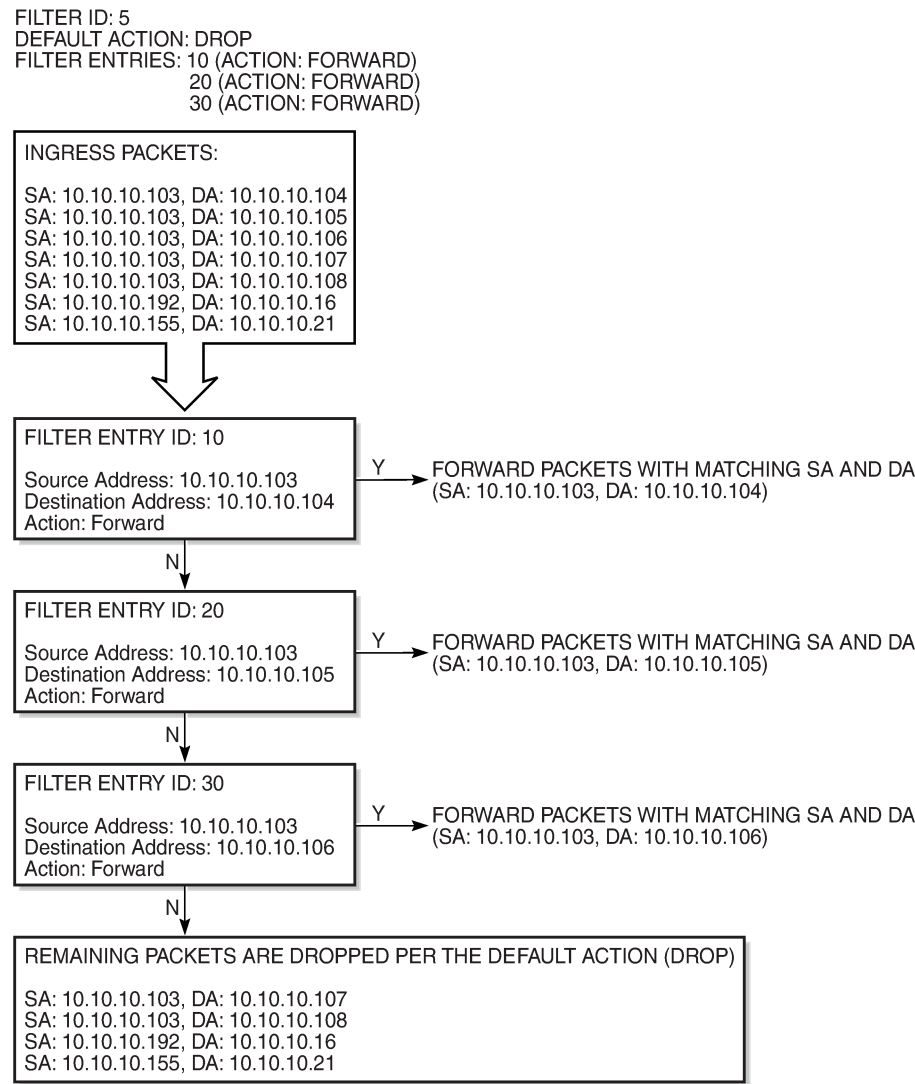 FILTER ID: 5
DEFAULT ACTION: DROP
FILTER ENTRIES: 10 (ACTION: FORWARD)
20 (ACTION: FORWARD)
30 (ACTION: FORWARD)
INGRESS PACKETS:
SA: 10.10.10.103, DA: 10.10.10.104
SA: 10.10.10.103, DA: 10.10.10.105
SA: 10.10.10.103, DA: 10.10.10.106
SA: 10.10.10.103, DA: 10.10.10.107
SA: 10.10.10.103, DA: 10.10.10.108
SA: 10.10.10.192, DA: 10.10.10.16
SA: 10.10.10.155, DA: 10.10.10.21
FILTER ENTRY ID: 10
Source Address: 10.10.10.103
Destination Address: 10.10.10.104
Action: Forward
Y
FORWARD PACKETS WITH MATCHING SA AND DA
(SA: 10.10.10.103, DA: 10.10.10.104)
N
FILTER ENTRY ID: 20
Source Address: 10.10.10.103
Destination Address: 10.10.10.105
Action: Forward
Y
FORWARD PACKETS WITH MATCHING SA AND DA
(SA: 10.10.10.103, DA: 10.10.10.105)
N
FILTER ENTRY ID: 30
Source Address: 10.10.10.103
Destination Address: 10.10.10.106
Action: Forward
Y
FORWARD PACKETS WITH MATCHING SA AND DA
(SA: 10.10.10.103, DA: 10.10.10.106)
N
REMAINING PACKETS ARE DROPPED PER THE DEFAULT ACTION (DROP)
SA: 10.10.10.103, DA: 10.10.10.107
SA: 10.10.10.103, DA: 10.10.10.108
SA: 10.10.10.192, DA: 10.10.10.16
SA: 10.10.10.155, DA: 10.10.10.21